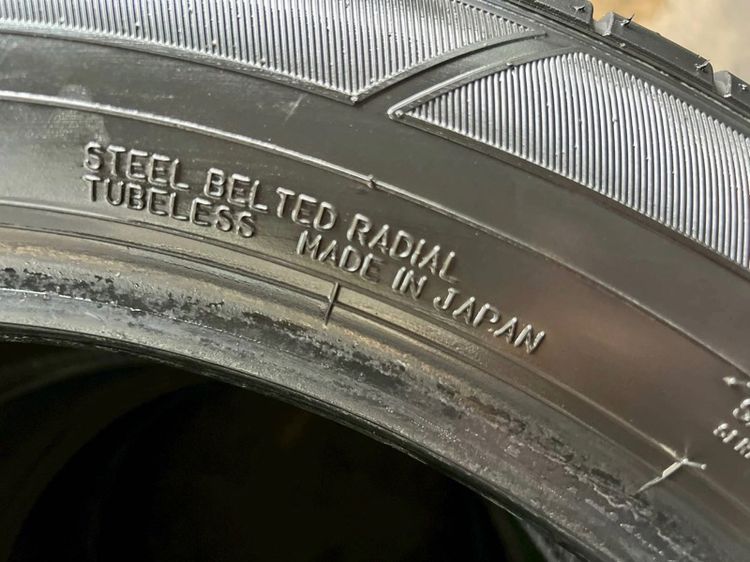 STEEL BELTED RADIAL
TUBELESS MADE IN JAPAN